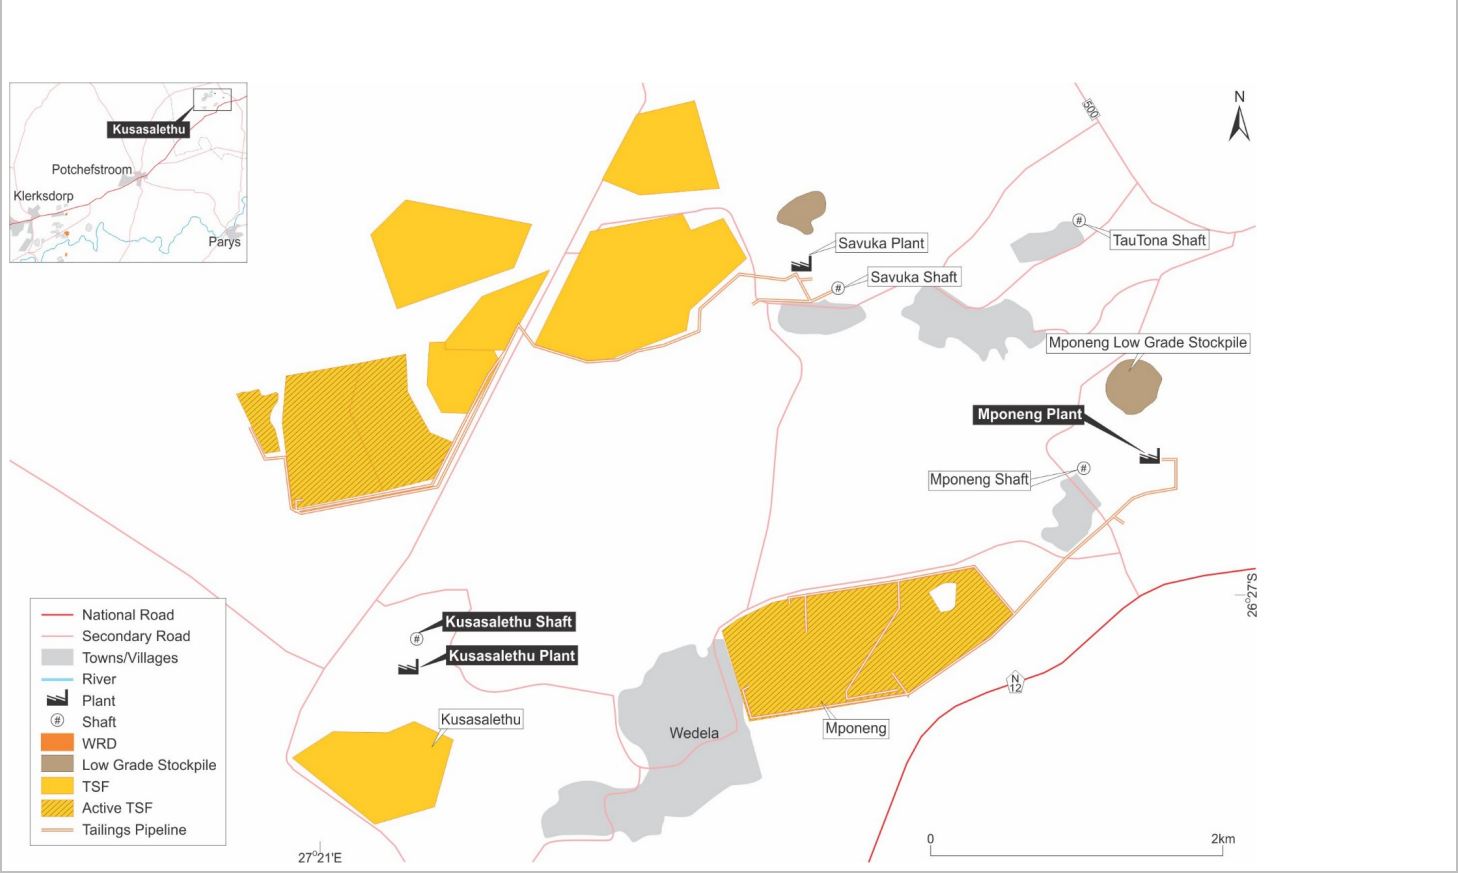 Kusasalethu
Potchefstroom
Klerksdorp
Parys
500
N
Savuka Plant
TauTona Shaft
Savuka Shaft
Mponeng Low Grade Stockpile
Mponeng Plant
Mponeng Shaft
26°27'S
Kusasalethu Shaft
Kusasalethu Plant
N
12
Kusasalethu
Mponeng
Wedela
National Road
Secondary Road
Towns/Villages
River
Plant
# Shaft
WRD
Low Grade Stockpile
TSF
Active TSF
Tailings Pipeline
27°21'E
0 2km
#
#
#
#